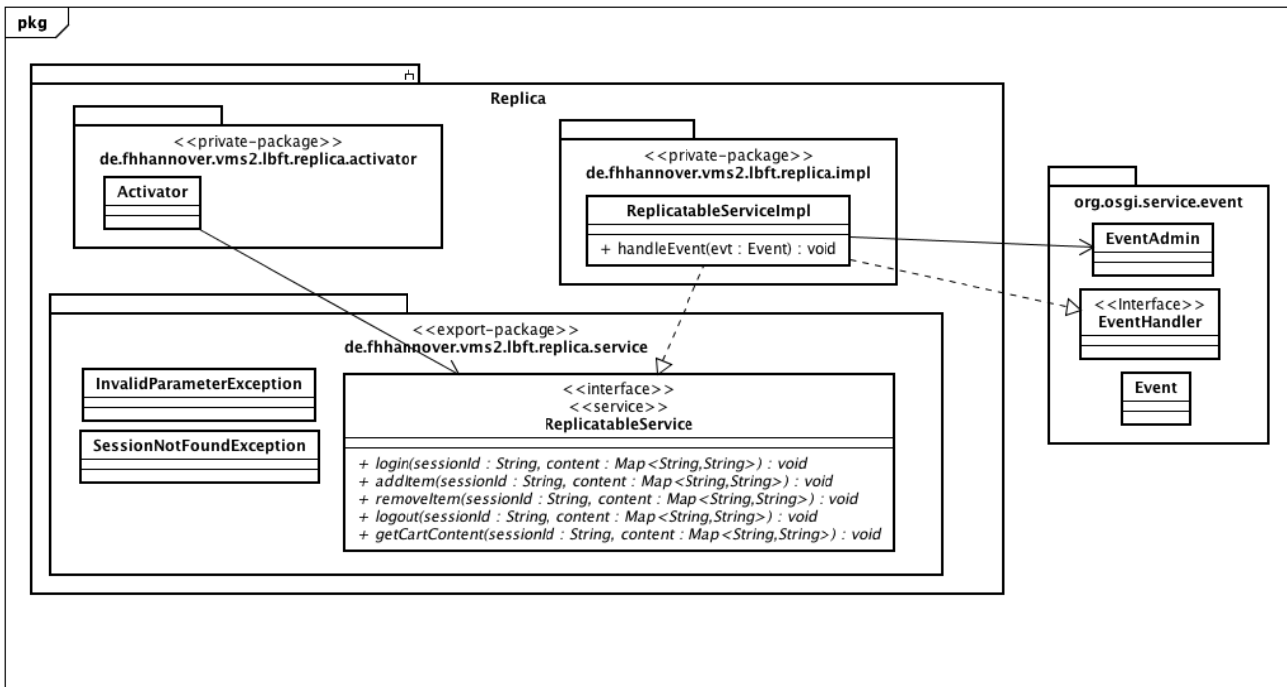 pkg
Replica
<<private-package>>
de.fhhannover.vms2.lbft.replica.activator
Activator
<<private-package>>
de.fhhannover.vms2.lbft.replica.impl
ReplicatableServiceImpl
+ handleEvent(evt : Event) : void
org.osgi.service.event
EventAdmin
<<Interface>>
EventHandler
Event
<<export-package>>
de.fhhannover.vms2.lbft.replica.service
InvalidParameterException
SessionNotFoundException
<<interface>>
<<service>>
ReplicatableService
+ login(sessionId : String, content : Map<String,String>) : void
+ addItem(sessionId : String, content : Map<String,String>) : void
+ removeItem(sessionId : String, content : Map<String,String>) : void
+ logout(sessionId : String, content : Map<String,String>) : void
+ getCartContent(sessionId : String, content : Map<String,String>) : void